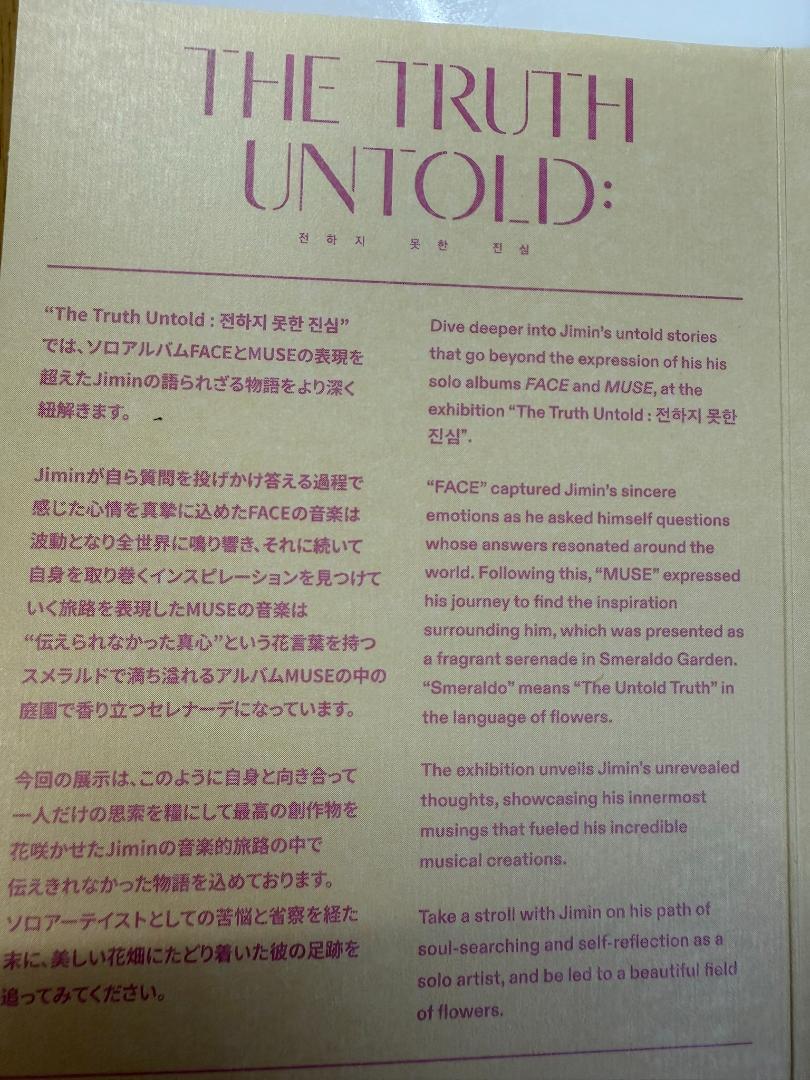 THE TRUTH
UNTOLD:
전하지 못한 진심
“The Truth Untold : 전하지 못한 진심”
では、ソロアルバムFACEとMUSEの表現を
超えたJiminの語られざる物語をより深く
紐解きます。
Jiminが自ら質問を投げかけ答える過程で
感じた心情を真摯に込めたFACEの音楽は
波動となり全世界に鳴り響き、それに続いて
自身を取り巻くインスピレーションを見つけて
いく旅路を表現したMUSEの音楽は
“伝えられなかった真心”という花言葉を持つ
スメラルドで満ち溢れるアルバムMUSEの中の
庭園で香り立つセレナーデになっています。
今回の展示は、このように自身と向き合って
一人だけの思索を糧にして最高の創作物を
花咲かせたJiminの音楽的旅路の中で
伝えきれなかった物語を込めております。
ソロアーテイストとしての苦悩と省察を経た
末に、美しい花畑にたどり着いた彼の足跡を
追ってみてください。
Dive deeper into Jimin’s untold stories
that go beyond the expression of his his
solo albums FACE and MUSE, at the
exhibition “The Truth Untold : 전하지 못한
진심”.
“FACE” captured Jimin’s sincere
emotions as he asked himself questions
whose answers resonated around the
world. Following this, “MUSE” expressed
his journey to find the inspiration
surrounding him, which was presented as
a fragrant serenade in Smeraldo Garden.
“Smeraldo” means “The Untold Truth” in
the language of flowers.
The exhibition unveils Jimin’s unrevealed
thoughts, showcasing his innermost
musings that fueled his incredible
musical creations.
Take a stroll with Jimin on his path of
soul-searching and self-reflection as a
solo artist, and be led to a beautiful field
of flowers.